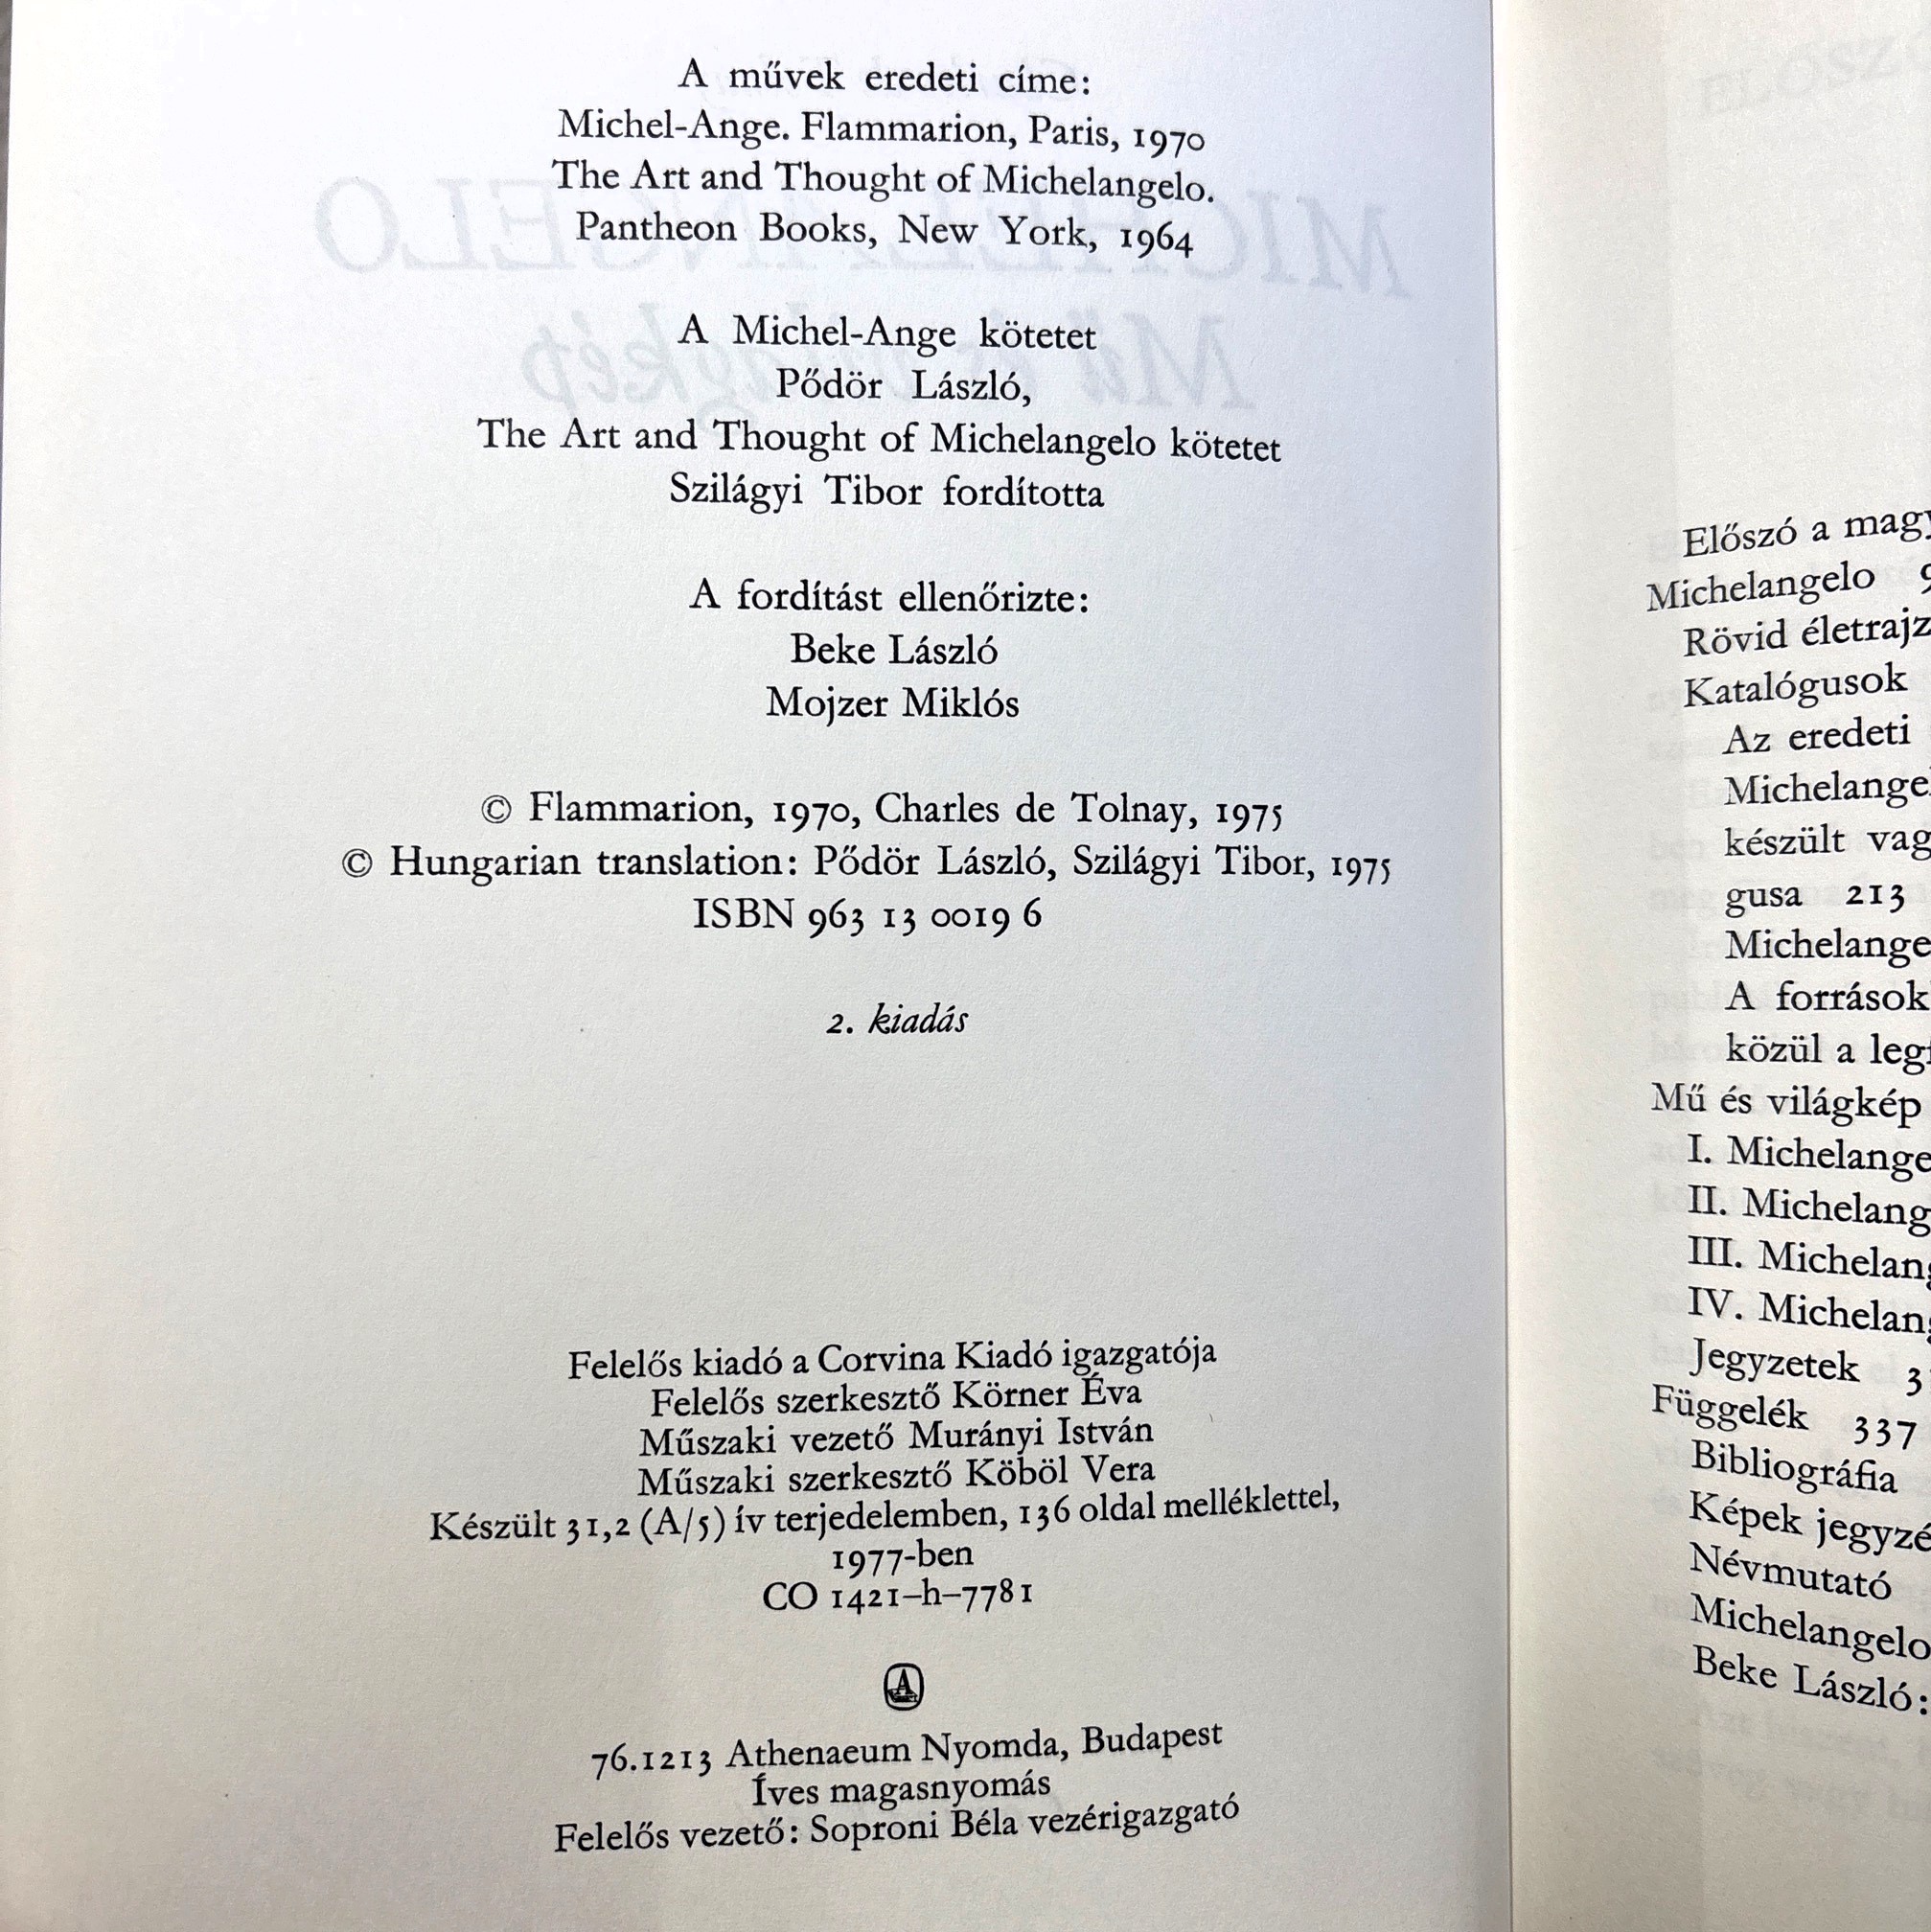 A művek eredeti címe:
Michel-Ange. Flammarion, Paris, 1970
The Art and Thought of Michelangelo.
Pantheon Books, New York, 1964
A Michel-Ange kötetet
Pődör László,
The Art and Thought of Michelangelo kötetet
Szilágyi Tibor fordította
A fordítást ellenőrizte:
Beke László
Mojzer Miklós
© Flammarion, 1970, Charles de Tolnay, 1975
© Hungarian translation: Pődör László, Szilágyi Tibor, 1975
ISBN 963 13 0019 6
2. kiadás
Felelős kiadó a Corvina Kiadó igazgatója
Felelős szerkesztő Körner Éva
Műszaki vezető Murányi István
Műszaki szerkesztő Köböl Vera
Készült 31,2 (A/5) ív terjedelemben, 136 oldal melléklettel,
1977-ben
CO 1421–h–7781
A
76.1213 Athenaeum Nyomda, Budapest
Íves magasnyomás
Felelős vezető: Soproni Béla vezérigazgató
Előszó a magy
Michelangelo 9
Rövid életrajz
Katalógusok
Az eredeti
Michelangel
készült vag
gusa 213
Michelange
A források
közül a leg
Mű és világkép
I. Michelange
II. Michelang
III. Michelang
IV. Michelang
Jegyzetek 3
Függelék 337
Bibliográfia
Képek jegyzé
Névmutató
Michelangelo
Beke László: